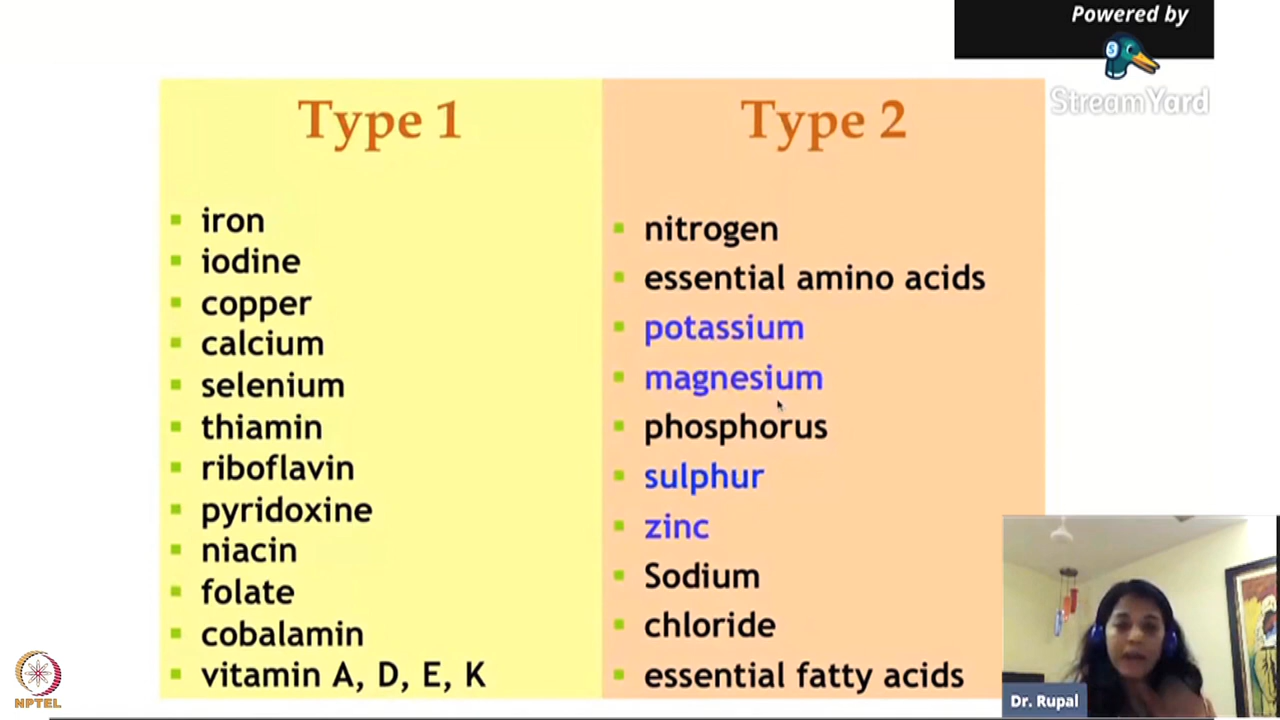 Powered by
S
StreamYard
Type 1
iron
iodine
copper
calcium
selenium
thiamin
riboflavin
pyridoxine
niacin
folate
cobalamin
vitamin A, D, E, K
Type 2
nitrogen
essential amino acids
potassium
magnesium
phosphorus
sulphur
zinc
Sodium
chloride
essential fatty acids
NPTEL
Dr. Rupal